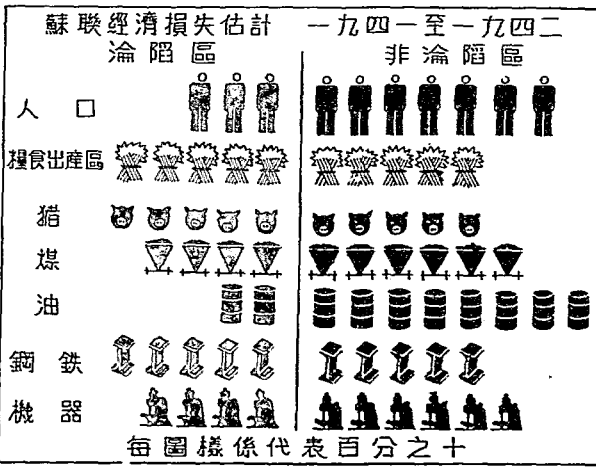 蘇聯經濟損失估計 一九四一至一九四二
淪陷區 非淪陷區
人口
糧食出產區
猪
煤
油
鋼鉄
機器
每圖樣係代表百分之十